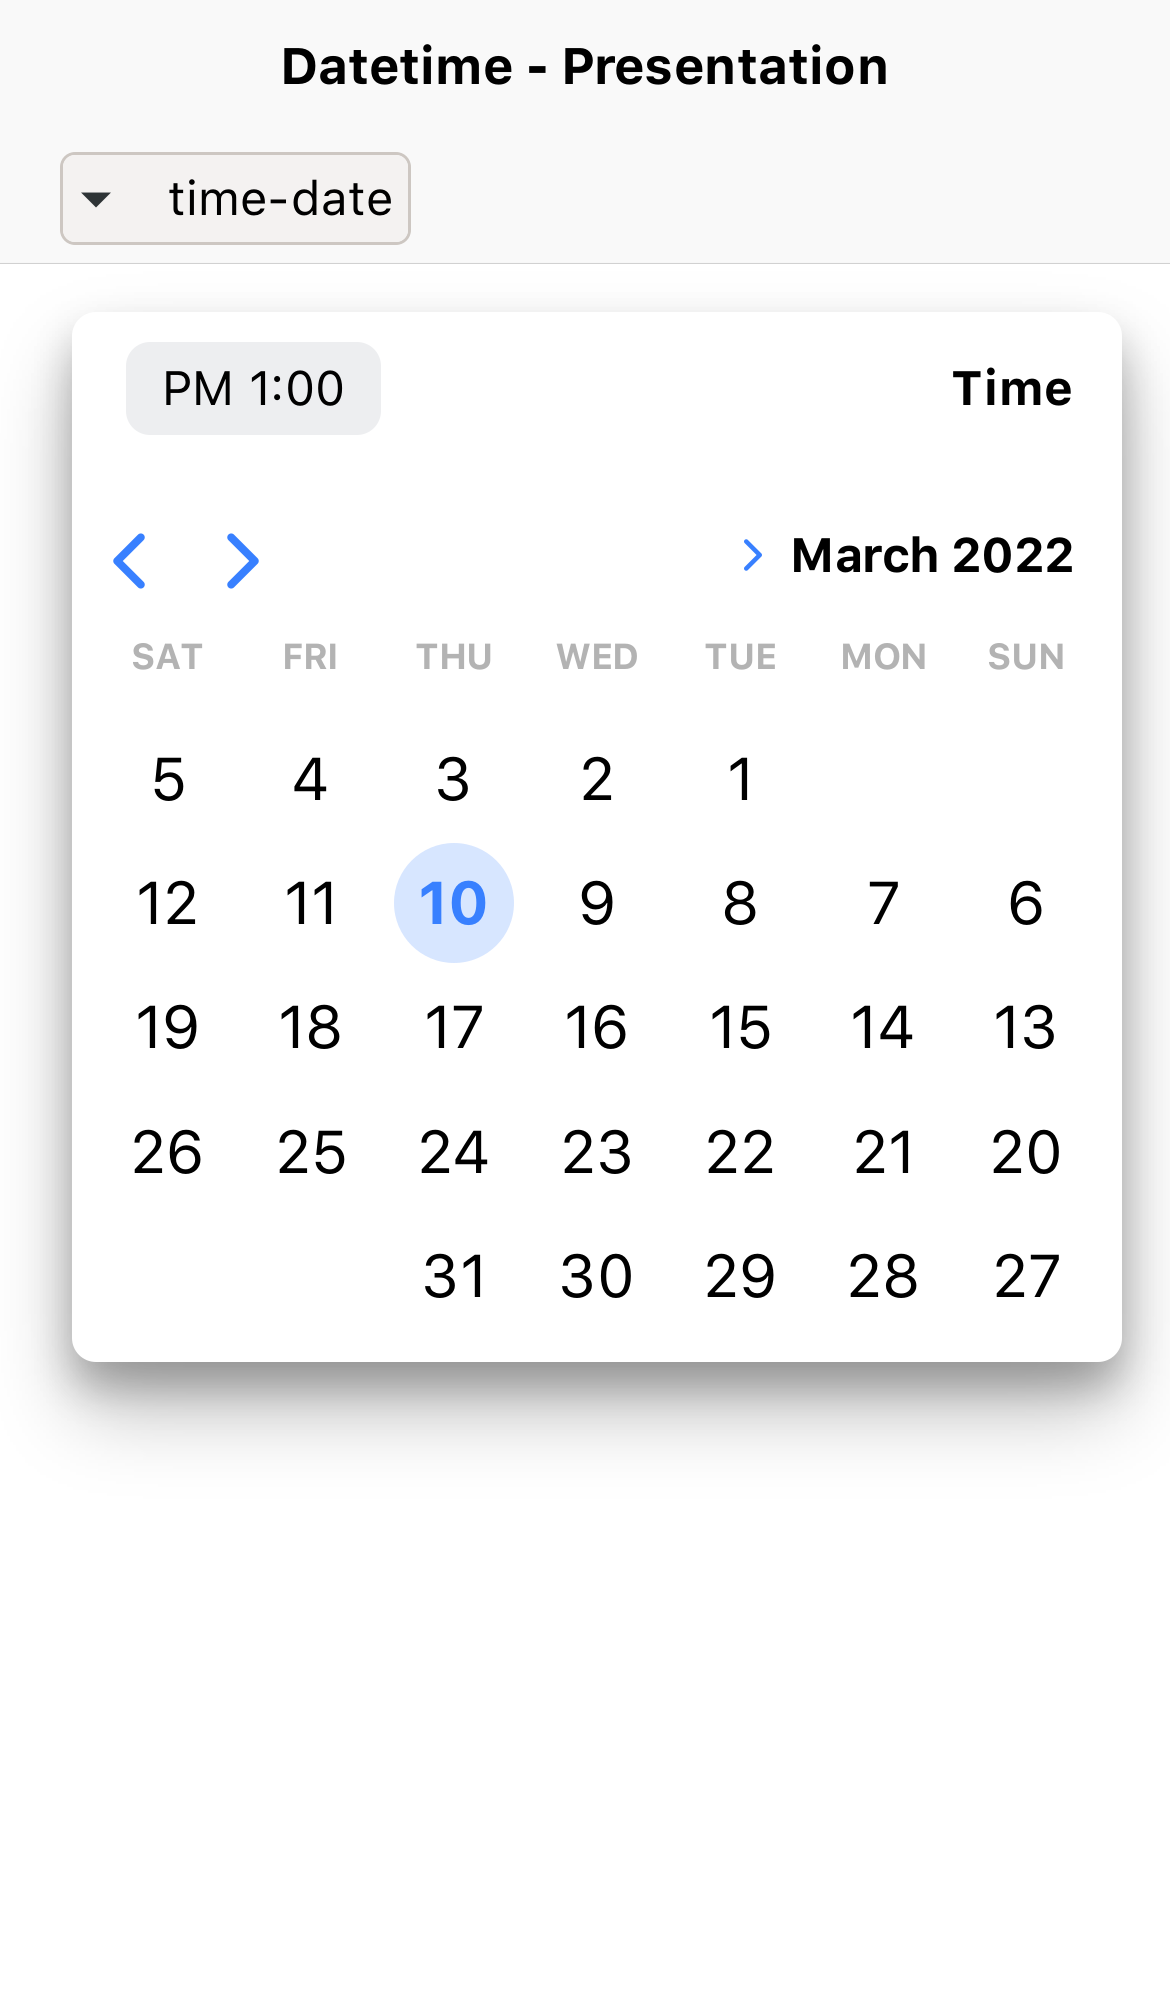 Datetime - Presentation
time-date
PM 1:00 Time
March 2022
SAT FRI THU WED TUE MON SUN
5 4 3 2 1
12 11 10 9 8 7 6
19 18 17 16 15 14 13
26 25 24 23 22 21 20
31 30 29 28 27